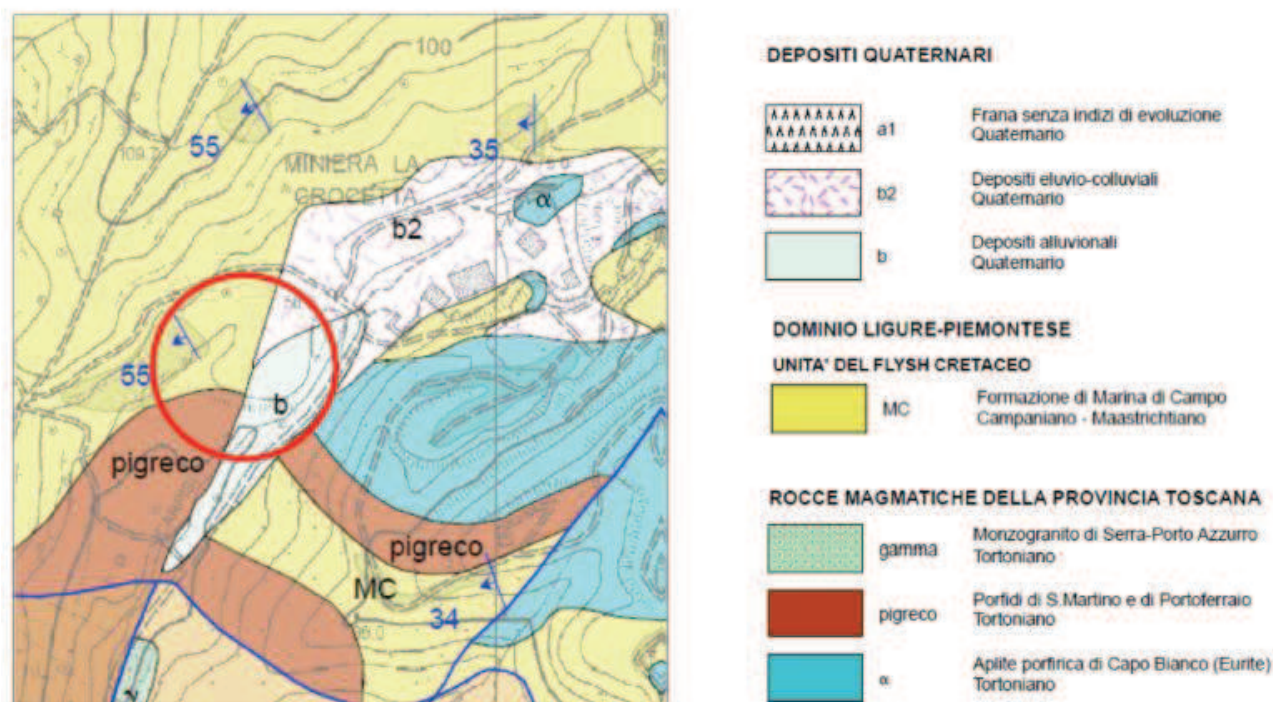 100
55
109.7
35
MINIERA LA
CROCETTA
α
b2
55
b
pigreco
pigreco
MC
34
DEPOSITI QUATERNARI
a1
Frana senza indizi di evoluzione
Quaternario
b2
Depositi eluvio-colluviali
Quaternario
b
Depositi alluvionali
Quaternario
DOMINIO LIGURE-PIEMONTESE
UNITA' DEL FLYSH CRETACEO
MC
Formazione di Marina di Campo
Campaniano - Maastrichtiano
ROCCE MAGMATICHE DELLA PROVINCIA TOSCANA
gamma
Monzogranito di Serra-Porto Azzurro
Tortoniano
pigreco
Porfidi di S.Martino e di Portoferraio
Tortoniano
α
Aplite porfirica di Capo Bianco (Eurite)
Tortoniano